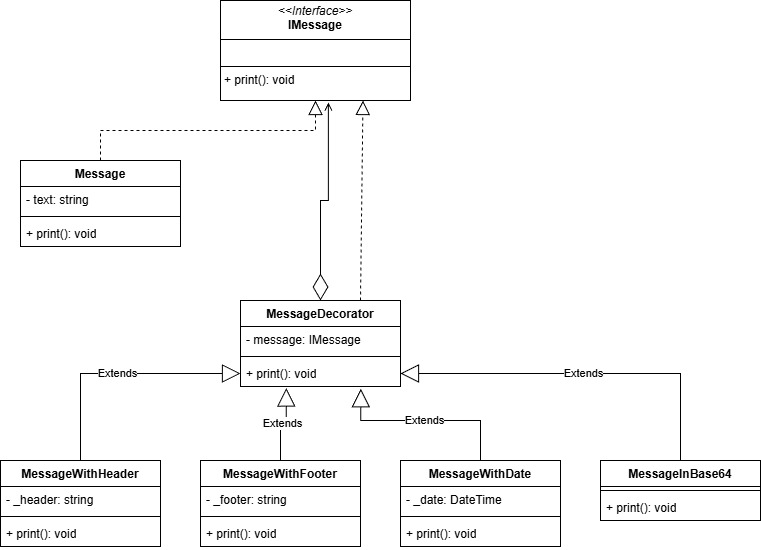 <<Interface>>
IMessage
+ print(): void
Message
- text: string
+ print(): void
MessageDecorator
- message: IMessage
+ print(): void
Extends
Extends
Extends
Extends
MessageWithHeader
- _header: string
+ print(): void
MessageWithFooter
- _footer: string
+ print(): void
MessageWithDate
- _date: DateTime
+ print(): void
MessageInBase64
+ print(): void